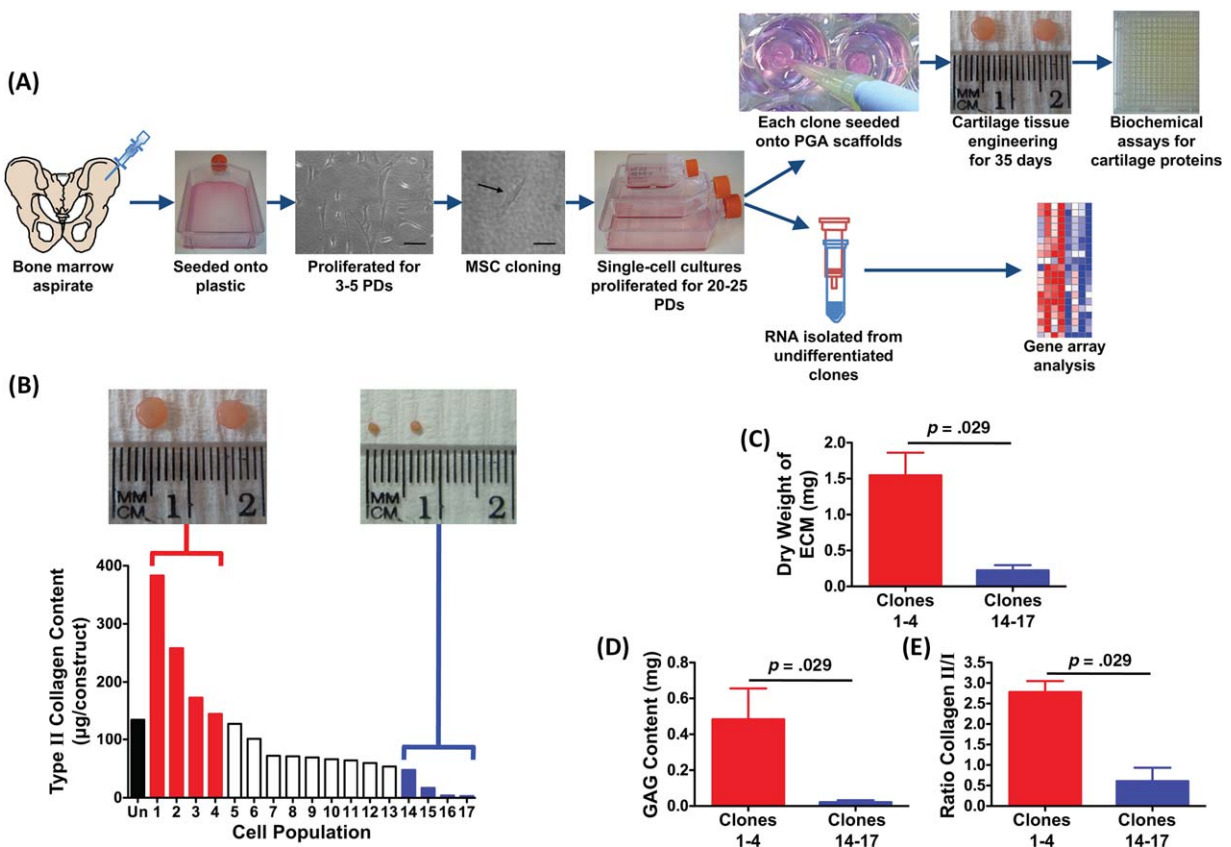 (A)
Bone marrow
aspirate
Seeded onto
plastic
Proliferated for
3-5 PDs
MSC cloning
Single-cell cultures
proliferated for 20-25
PDs
Each clone seeded
onto PGA scaffolds
MM
CM
1
2
Cartilage tissue
engineering
for 35 days
Biochemical
assays for
cartilage proteins
RNA isolated from
undifferentiated
clones
Gene array
analysis
(B)
MM
CM
1
2
MM
CM
1
2
Type II Collagen Content
(µg/construct)
400
300
200
100
0
Un 1 2 3 4 5 6 7 8 9 10 11 12 13 14 15 16 17
Cell Population
(C)
p = .029
Dry Weight of
ECM (mg)
2.0
1.5
1.0
0.5
0.0
Clones
1-4
Clones
14-17
(D)
p = .029
GAG Content (mg)
0.8
0.6
0.4
0.2
0.0
Clones
1-4
Clones
14-17
(E)
p = .029
Ratio Collagen II/I
3.5
3.0
2.5
2.0
1.5
1.0
0.5
0.0
Clones
1-4
Clones
14-17